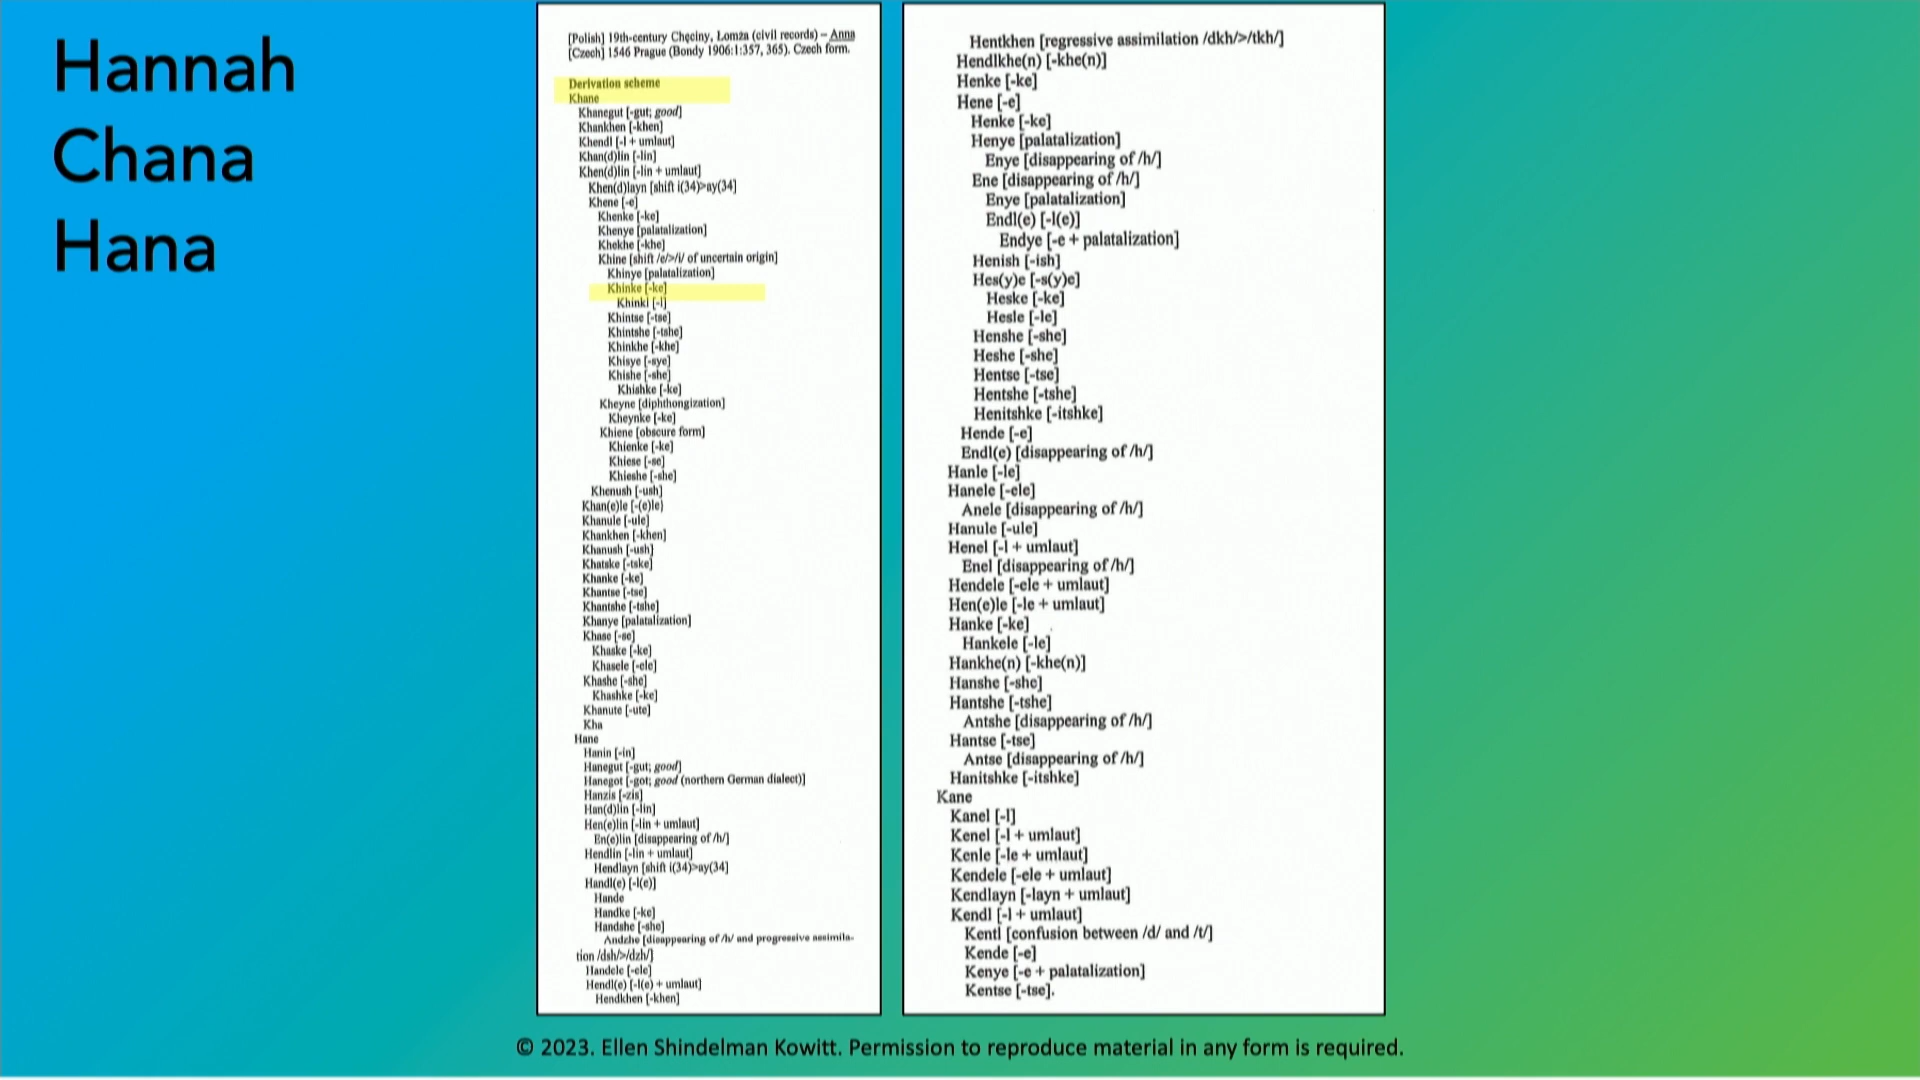 Hannah
Chana
Hana
[Polish] 19th-century Chęciny, Łomża (civil records) – Anna
[Czech] 1546 Prague (Bondy 1906:1:357, 365). Czech form.
Derivation scheme
Khane
Khanegut [-gut; good]
Khankhen [-khen]
Khendl [-l + umlaut]
Khan(d)lin [-lin]
Khen(d)lin [-lin + umlaut]
Khen(d)layn [shift i(34)>ay(34]
Khene [-e]
Khenke [-ke]
Khenye [palatalization]
Khekhe [-khe]
Khine [shift /e/>/i/ of uncertain origin]
Khinye [palatalization]
Khinke [-ke]
Khinkl [-l]
Khintse [-tse]
Khintshe [-tshe]
Khinkhe [-khe]
Khisye [-sye]
Khishe [-she]
Khishke [-ke]
Kheyne [diphthongization]
Kheynke [-ke]
Khiene [obscure form]
Khienke [-ke]
Khiese [-se]
Khieshe [-she]
Khenush [-ush]
Khan(e)le [-(e)le]
Khanule [-ule]
Khankhen [-khen]
Khanush [-ush]
Khatske [-tske]
Khanke [-ke]
Khantse [-tse]
Khantshe [-tshe]
Khanye [palatalization]
Khase [-se]
Khaske [-ke]
Khasele [-ele]
Khashe [-she]
Khashke [-ke]
Khanute [-ute]
Kha
Hane
Hanin [-in]
Hanegut [-gut; good]
Hanegot [-got; good (northern German dialect)]
Hanzis [-zis]
Han(d)lin [-lin]
Hen(e)lin [-lin + umlaut]
En(e)lin [disappearing of /h/]
Hendlin [-lin + umlaut]
Hendlayn [shift i(34)>ay(34]
Handl(e) [-l(e)]
Hande
Handke [-ke]
Handshe [-she]
Andzhe [disappearing of /h/ and progressive assimila-
tion /dsh/>/dzh/]
Handele [-ele]
Hendl(e) [-l(e) + umlaut]
Hendkhen [-khen]
Hentkhen [regressive assimilation /dkh/>/tkh/]
Hendlkhe(n) [-khe(n)]
Henke [-ke]
Hene [-e]
Henke [-ke]
Henye [palatalization]
Enye [disappearing of /h/]
Ene [disappearing of /h/]
Enye [palatalization]
Endl(e) [-l(e)]
Endye [-e + palatalization]
Henish [-ish]
Hes(y)e [-s(y)e]
Heske [-ke]
Hesle [-le]
Henshe [-she]
Heshe [-she]
Hentse [-tse]
Hentshe [-tshe]
Henitshke [-itshke]
Hende [-e]
Endl(e) [disappearing of /h/]
Hanle [-le]
Hanele [-ele]
Anele [disappearing of /h/]
Hanule [-ule]
Henel [-l + umlaut]
Enel [disappearing of /h/]
Hendele [-ele + umlaut]
Hen(e)le [-le + umlaut]
Hanke [-ke]
Hankele [-le]
Hankhe(n) [-khe(n)]
Hanshe [-she]
Hantshe [-tshe]
Antshe [disappearing of /h/]
Hantse [-tse]
Antse [disappearing of /h/]
Hanitshke [-itshke]
Kane
Kanel [-l]
Kenel [-l + umlaut]
Kenle [-le + umlaut]
Kendele [-ele + umlaut]
Kendlayn [-layn + umlaut]
Kendl [-l + umlaut]
Kentl [confusion between /d/ and /t/]
Kende [-e]
Kenye [-e + palatalization]
Kentse [-tse].
© 2023. Ellen Shindelman Kowitt. Permission to reproduce material in any form is required.